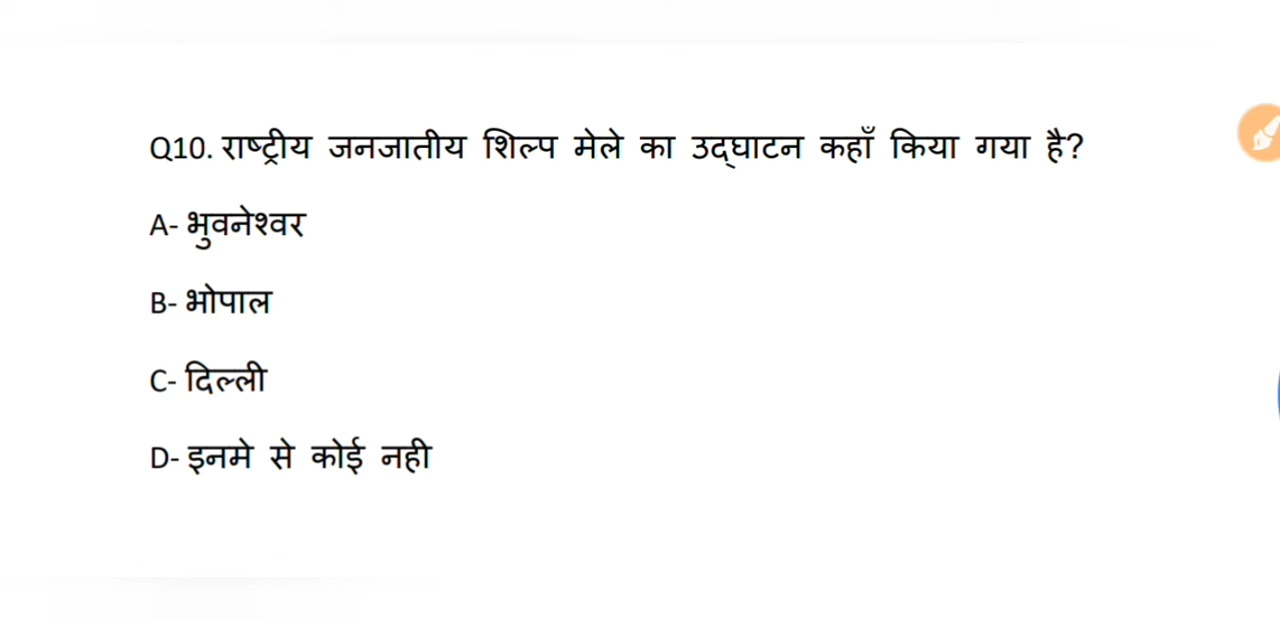 Q10. राष्ट्रीय जनजातीय शिल्प मेले का उद्घाटन कहाँ किया गया है?
A- भुवनेश्वर
B- भोपाल
C- दिल्ली
D- इनमे से कोई नही